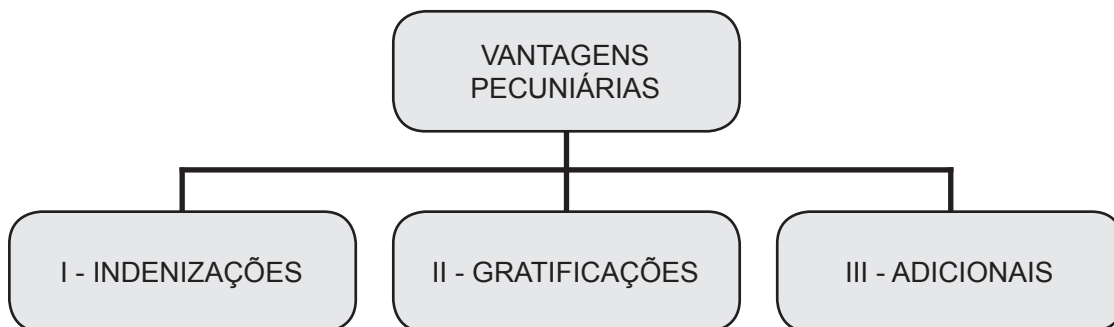 VANTAGENS
PECUNIÁRIAS
I - INDENIZAÇÕES
II - GRATIFICAÇÕES
III - ADICIONAIS